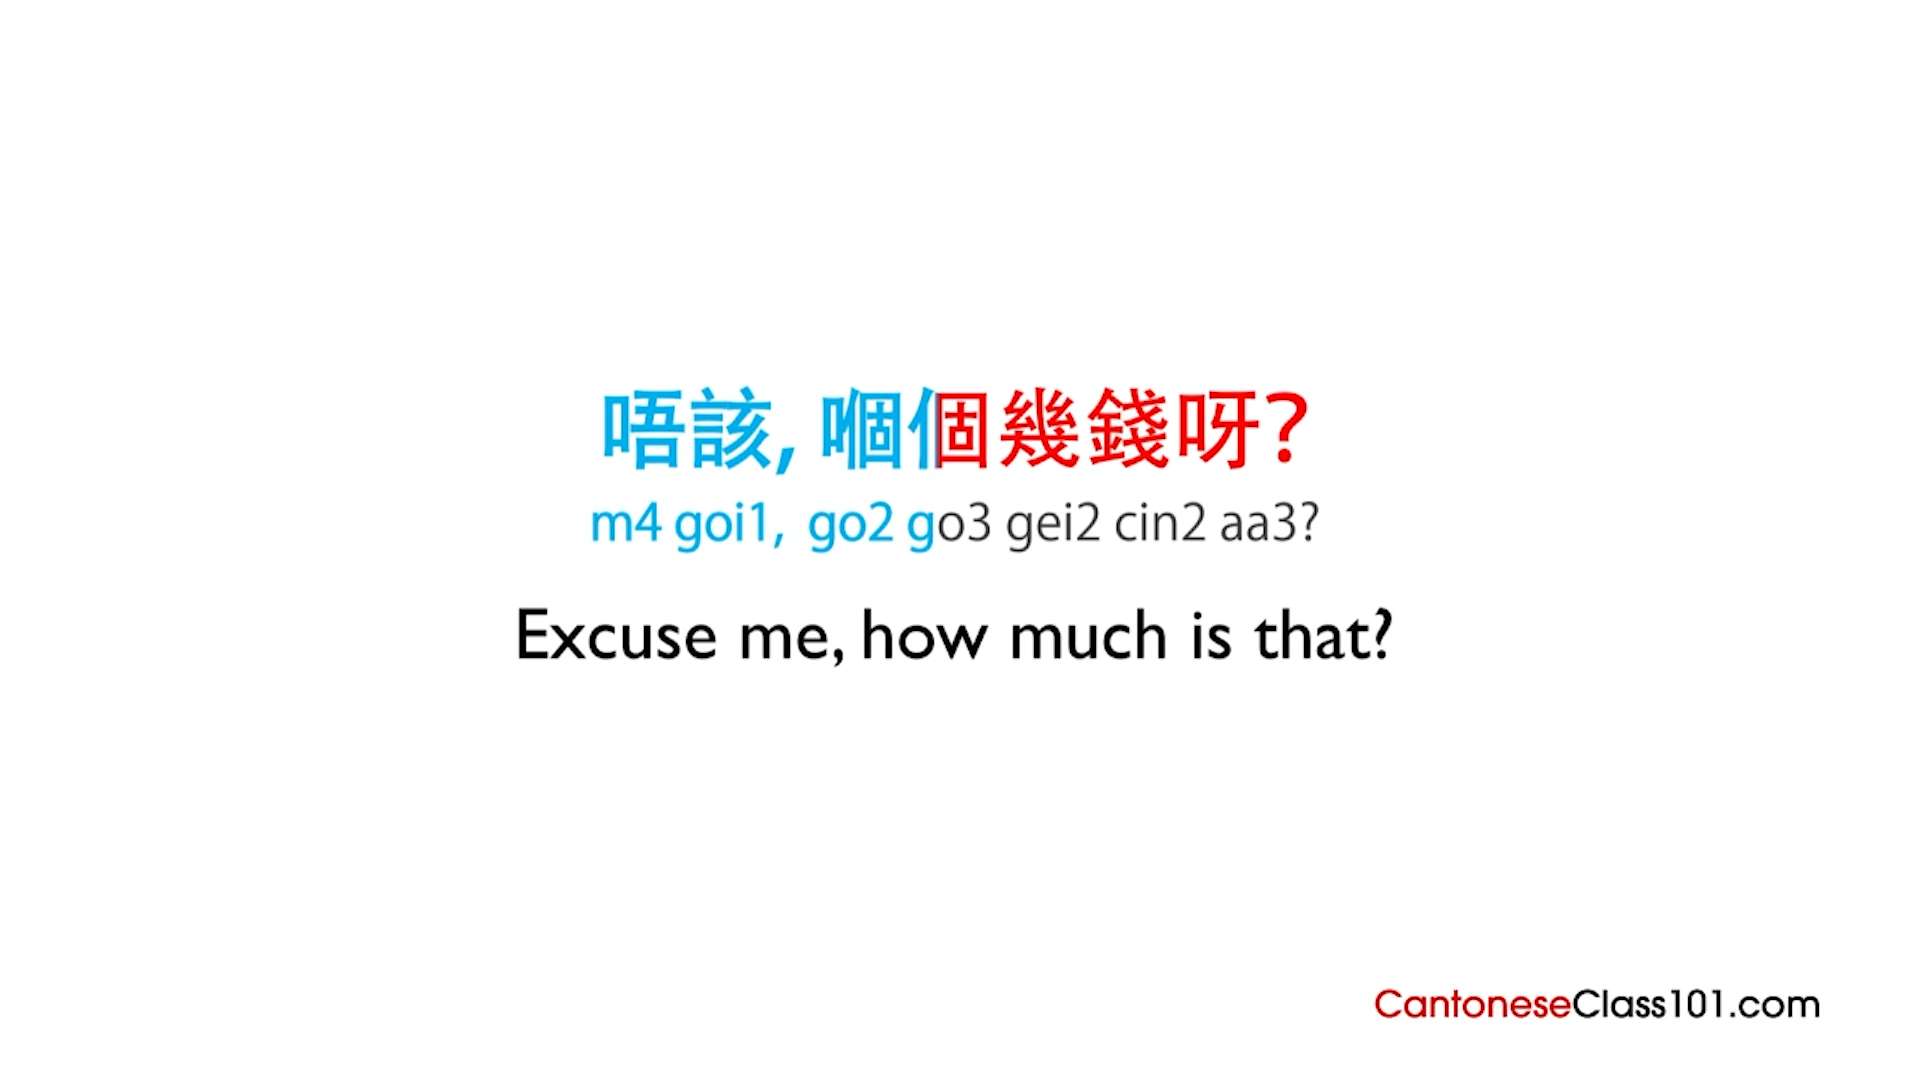 唔該, 嗰個幾錢呀?
m4 goi1, go2 go3 gei2 cin2 aa3?
Excuse me, how much is that?
CantoneseClass101.com